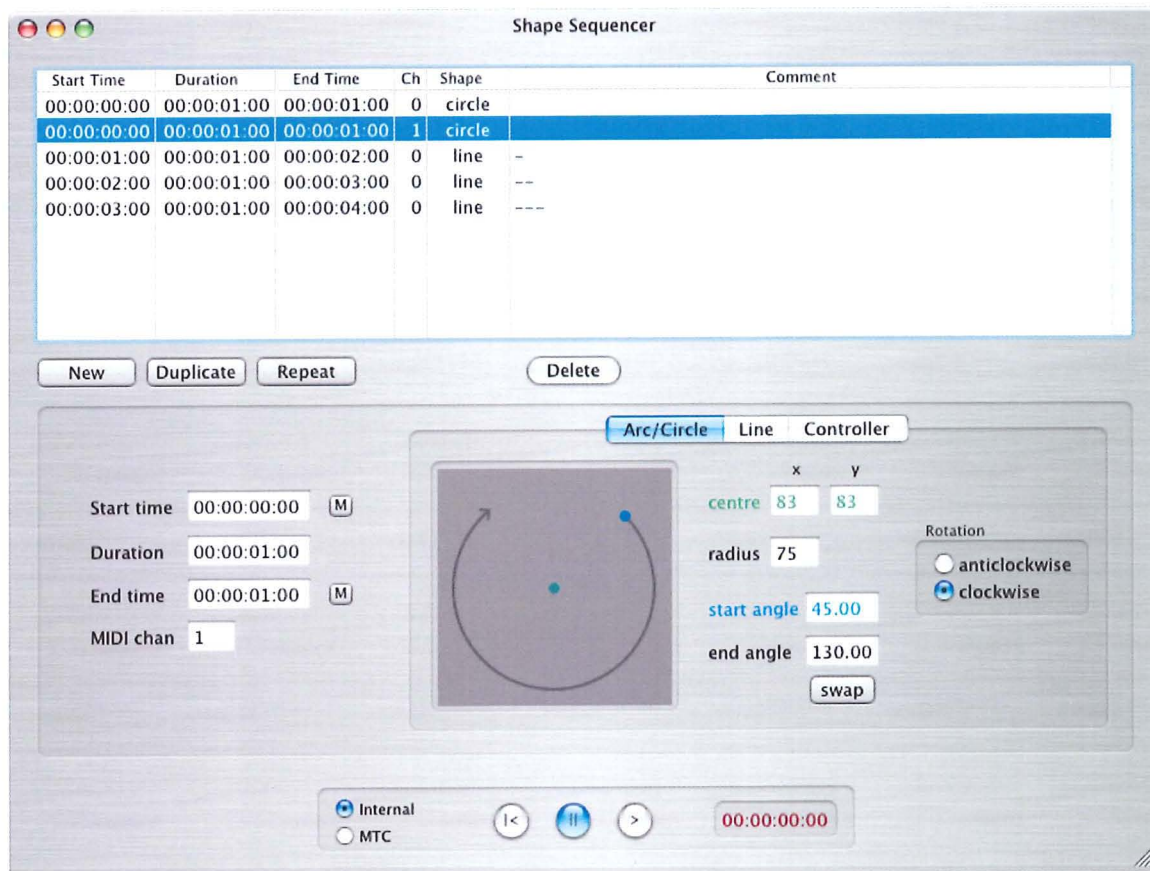 Shape Sequencer
Start Time Duration End Time Ch Shape Comment
00:00:00:00 00:00:01:00 00:00:01:00 0 circle
00:00:00:00 00:00:01:00 00:00:01:00 1 circle
00:00:01:00 00:00:01:00 00:00:02:00 0 line -
00:00:02:00 00:00:01:00 00:00:03:00 0 line --
00:00:03:00 00:00:01:00 00:00:04:00 0 line ---
New Duplicate Repeat Delete
Arc/Circle Line Controller
Start time 00:00:00:00 M
Duration 00:00:01:00
End time 00:00:01:00 M
MIDI chan 1
x y
centre 83 83
radius 75
start angle 45.00
end angle 130.00
swap
Rotation
anticlockwise
clockwise
Internal
MTC
|< || >
00:00:00:00